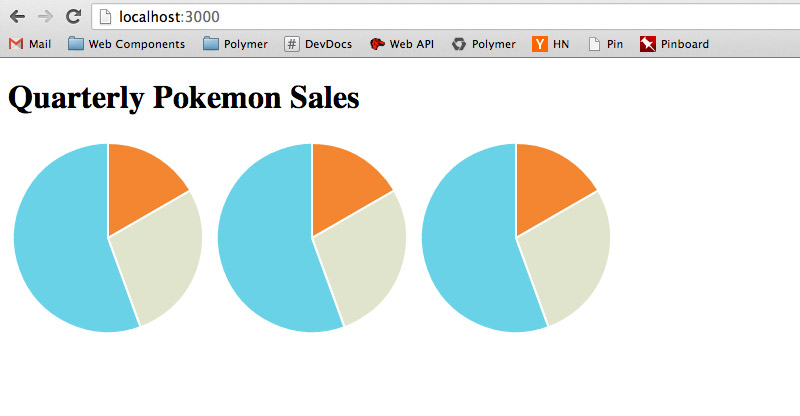 localhost:3000
Mail Web Components Polymer # DevDocs Web API Polymer Y HN Pin Pinboard
Quarterly Pokemon Sales